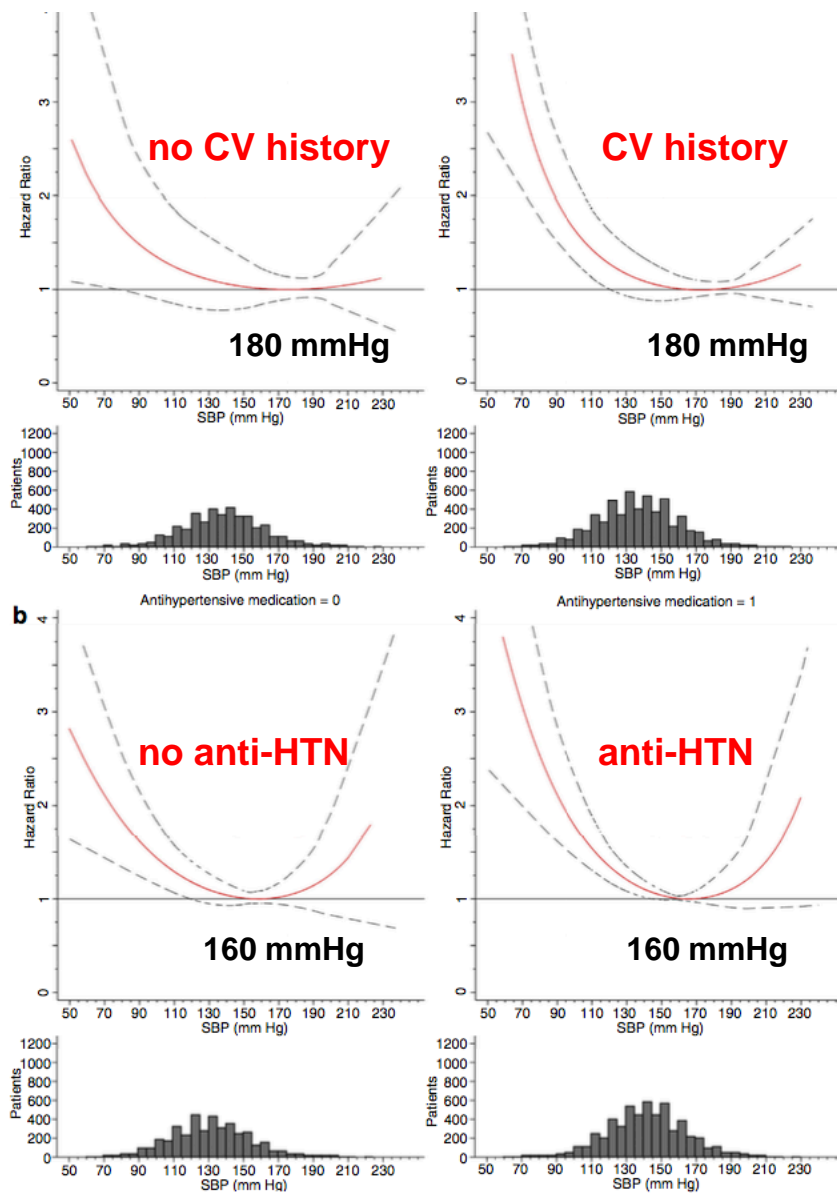 4
3
2
1
0
Hazard Ratio
no CV history
180 mmHg
50 70 90 110 130 150 170 190 210 230
SBP (mm Hg)
3
2
1
0
Hazard Ratio
CV history
180 mmHg
50 70 90 110 130 150 170 190 210 230
SBP (mm Hg)
1200
1000
800
600
400
200
0
Patients
50 70 90 110 130 150 170 190 210 230
SBP (mm Hg)
1200
1000
800
600
400
200
0
Patients
50 70 90 110 130 150 170 190 210 230
SBP (mm Hg)
b
Antihypertensive medication = 0
4
3
2
1
0
Hazard Ratio
no anti-HTN
160 mmHg
50 70 90 110 130 150 170 190 210 230
SBP (mm Hg)
Antihypertensive medication = 1
4
3
2
1
0
Hazard Ratio
anti-HTN
160 mmHg
50 70 90 110 130 150 170 190 210 230
SBP (mm Hg)
1200
1000
800
600
400
200
0
Patients
50 70 90 110 130 150 170 190 210 230
SBP (mm Hg)
1200
1000
800
600
400
200
0
Patients
50 70 90 110 130 150 170 190 210 230
SBP (mm Hg)